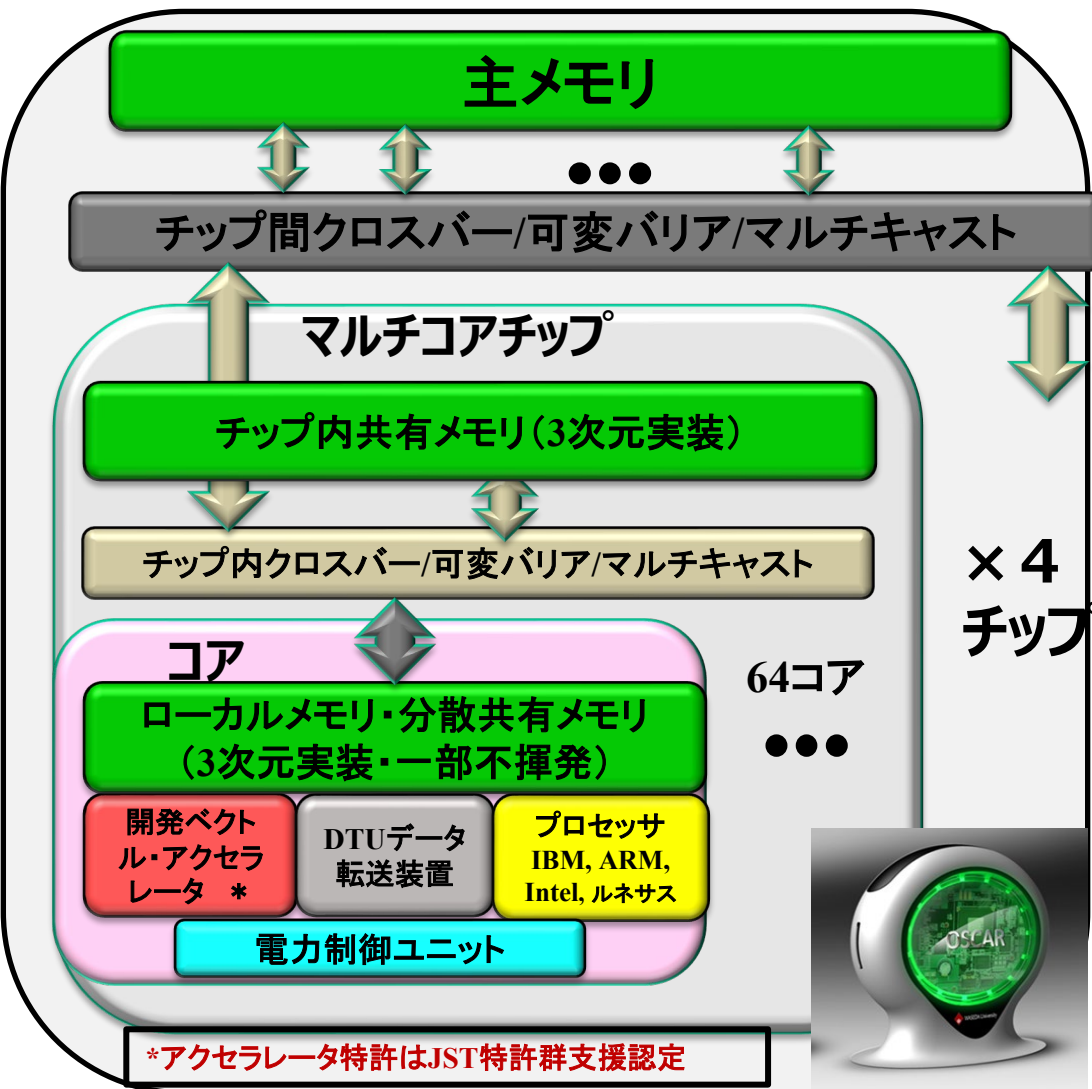 主メモリ
●●●
チップ間クロスバー/可変バリア/マルチキャスト
マルチコアチップ
チップ内共有メモリ(3次元実装)
チップ内クロスバー/可変バリア/マルチキャスト
×4
チップ
コア
64コア
●●●
ローカルメモリ・分散共有メモリ
(3次元実装・一部不揮発)
開発ベクト
ル・アクセラ
レータ *
DTUデータ
転送装置
プロセッサ
IBM, ARM,
Intel, ルネサス
電力制御ユニット
OSCAR
*アクセラレータ特許はJST特許群支援認定